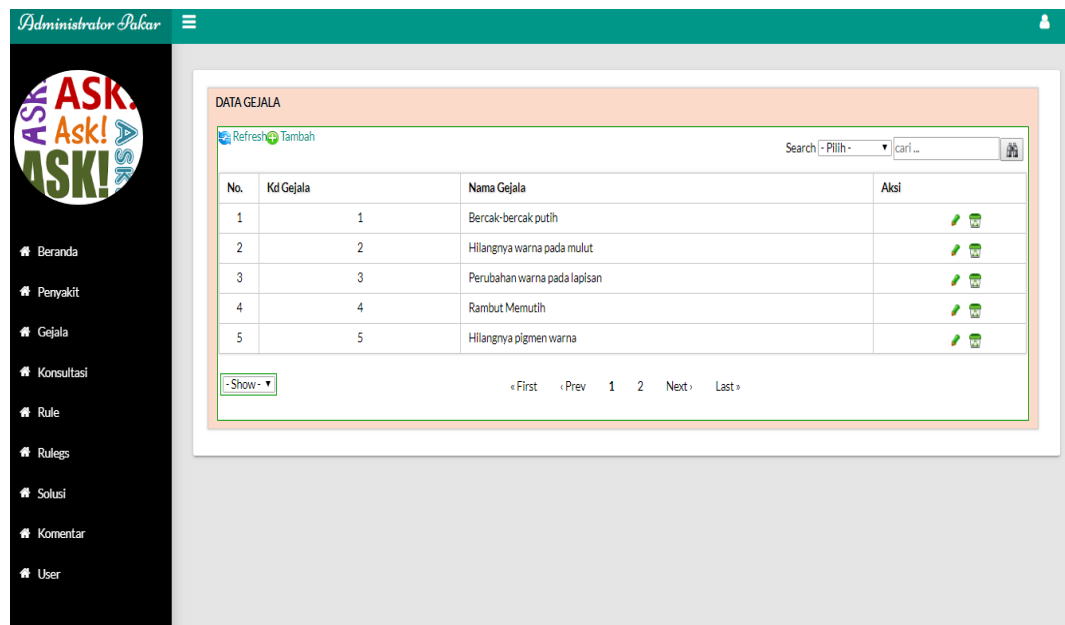 Administrator Pakar
ASK ASK.
Ask! ASK
ASK!
Beranda
Penyakit
Gejala
Konsultasi
Rule
Rulegs
Solusi
Komentar
User
DATA GEJALA
Refresh Tambah
Search - Pilih - cari ...
No. Kd Gejala Nama Gejala Aksi
1 1 Bercak-bercak putih
2 2 Hilangnya warna pada mulut
3 3 Perubahan warna pada lapisan
4 4 Rambut Memutih
5 5 Hilangnya pigmen warna
- Show - « First ‹ Prev 1 2 Next › Last »